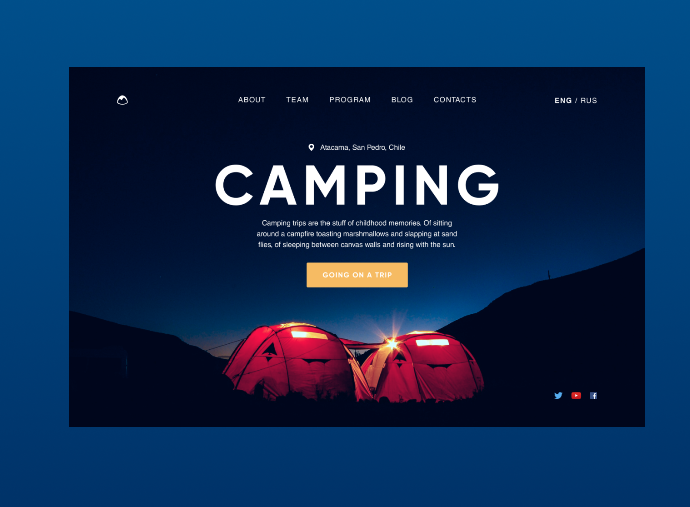 ABOUT TEAM PROGRAM BLOG CONTACTS ENG / RUS
Atacama, San Pedro, Chile
CAMPING
Camping trips are the stuff of childhood memories. Of sitting
around a campfire toasting marshmallows and slapping at sand
flies, of sleeping between canvas walls and rising with the sun.
GOING ON A TRIP